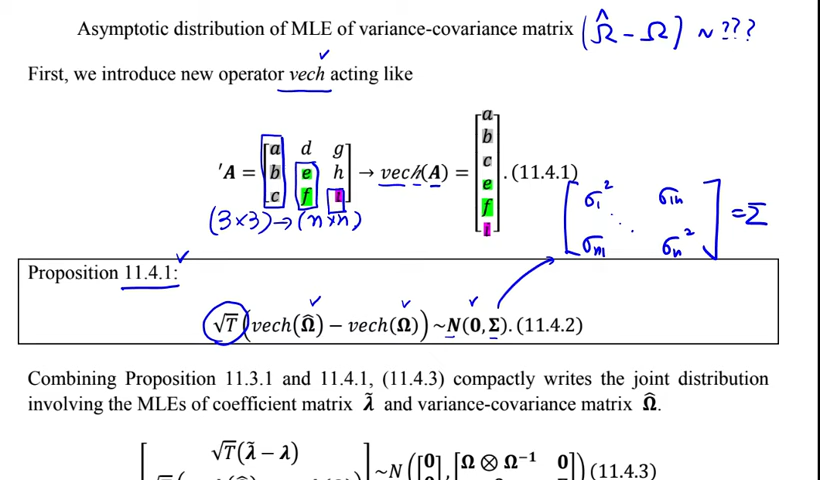 Asymptotic distribution of MLE of variance-covariance matrix (Ω̂ - Ω) ~ ???
First, we introduce new operator vech acting like
'A = [a d g; b e h; c f i] → vech(A) = [a; b; c; e; f; i]. (11.4.1)
(3×3) → (n×n)
[σ₁² σ₁ₙ; ⋱; σₙ₁ σₙ²] = Σ
Proposition 11.4.1:
√T(vech(Ω̂) − vech(Ω)) ~ N(0, Σ). (11.4.2)
Combining Proposition 11.3.1 and 11.4.1, (11.4.3) compactly writes the joint distribution
involving the MLEs of coefficient matrix λ̃ and variance-covariance matrix Ω̂.
√T(λ̃ − λ)
~N([0], [Ω ⊗ Ω⁻¹ 0]) (11.4.3)